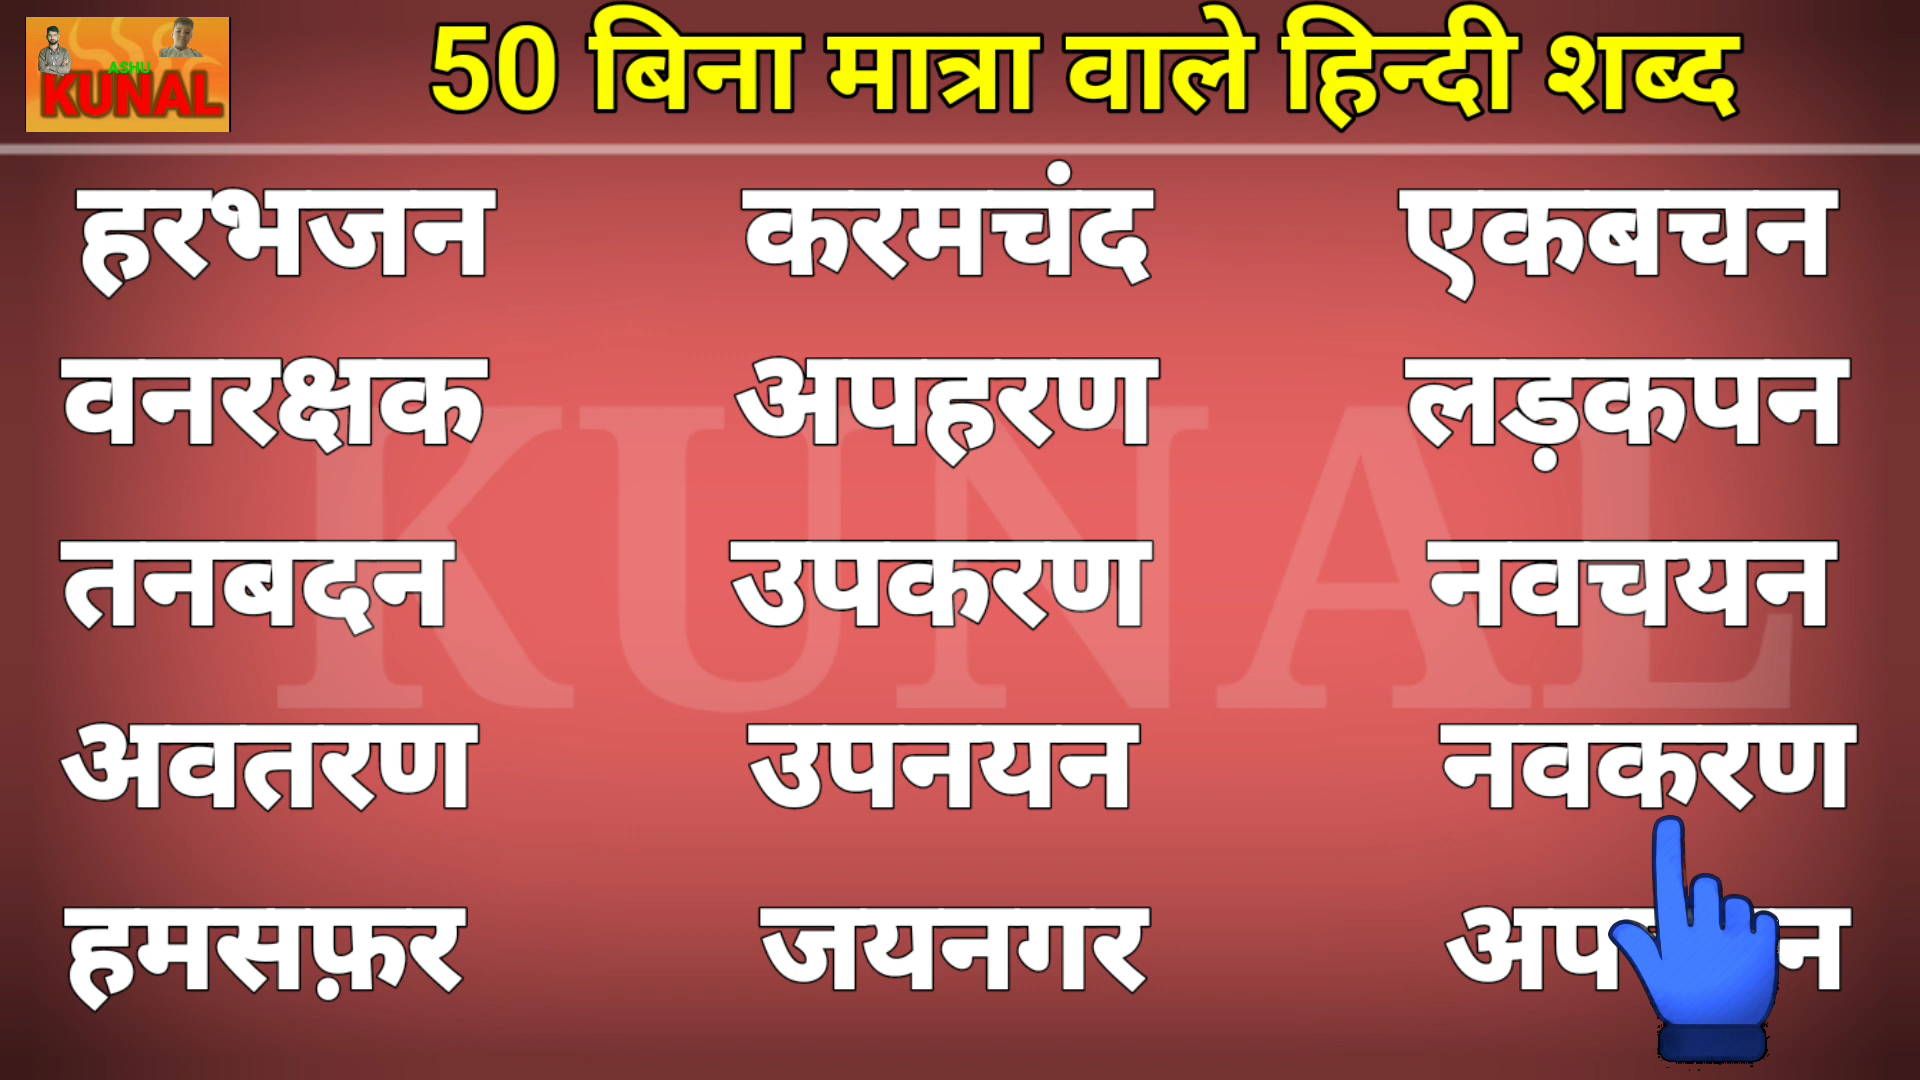 ASHU
KUNAL
50 बिना मात्रा वाले हिन्दी शब्द
हरभजन करमचंद एकबचन
वनरक्षक अपहरण लड़कपन
तनबदन उपकरण नवचयन
अवतरण उपनयन नवकरण
हमसफ़र जयनगर
KUNAL